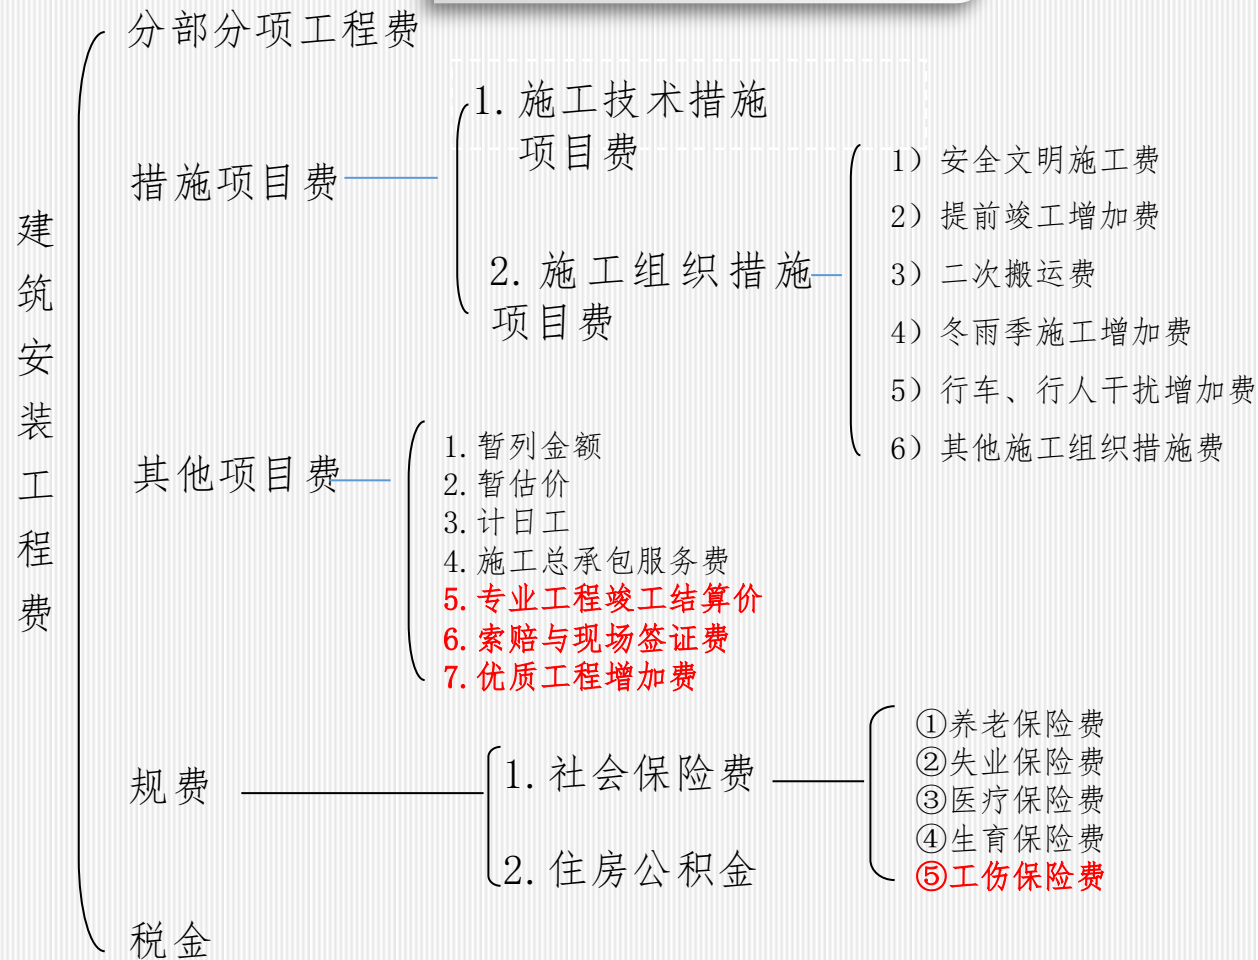 建筑安装工程费
分部分项工程费
措施项目费
1. 施工技术措施
项目费
2. 施工组织措施
项目费
1）安全文明施工费
2）提前竣工增加费
3）二次搬运费
4）冬雨季施工增加费
5）行车、行人干扰增加费
6）其他施工组织措施费
其他项目费
1. 暂列金额
2. 暂估价
3. 计日工
4. 施工总承包服务费
5. 专业工程竣工结算价
6. 索赔与现场签证费
7. 优质工程增加费
规费
1. 社会保险费
①养老保险费
②失业保险费
③医疗保险费
④生育保险费
⑤工伤保险费
2. 住房公积金
税金